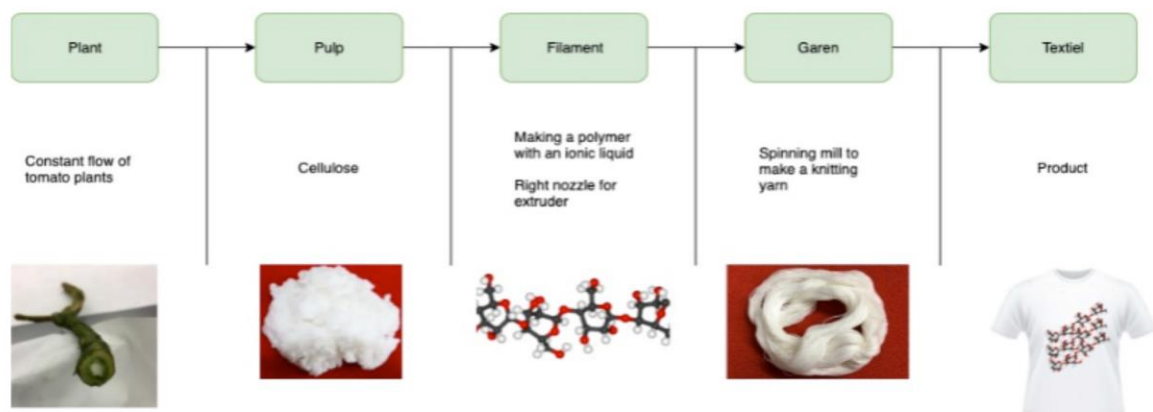 Plant
Pulp
Filament
Garen
Textiel
Constant flow of
tomato plants
Cellulose
Making a polymer
with an ionic liquid
Right nozzle for
extruder
Spinning mill to
make a knitting
yarn
Product